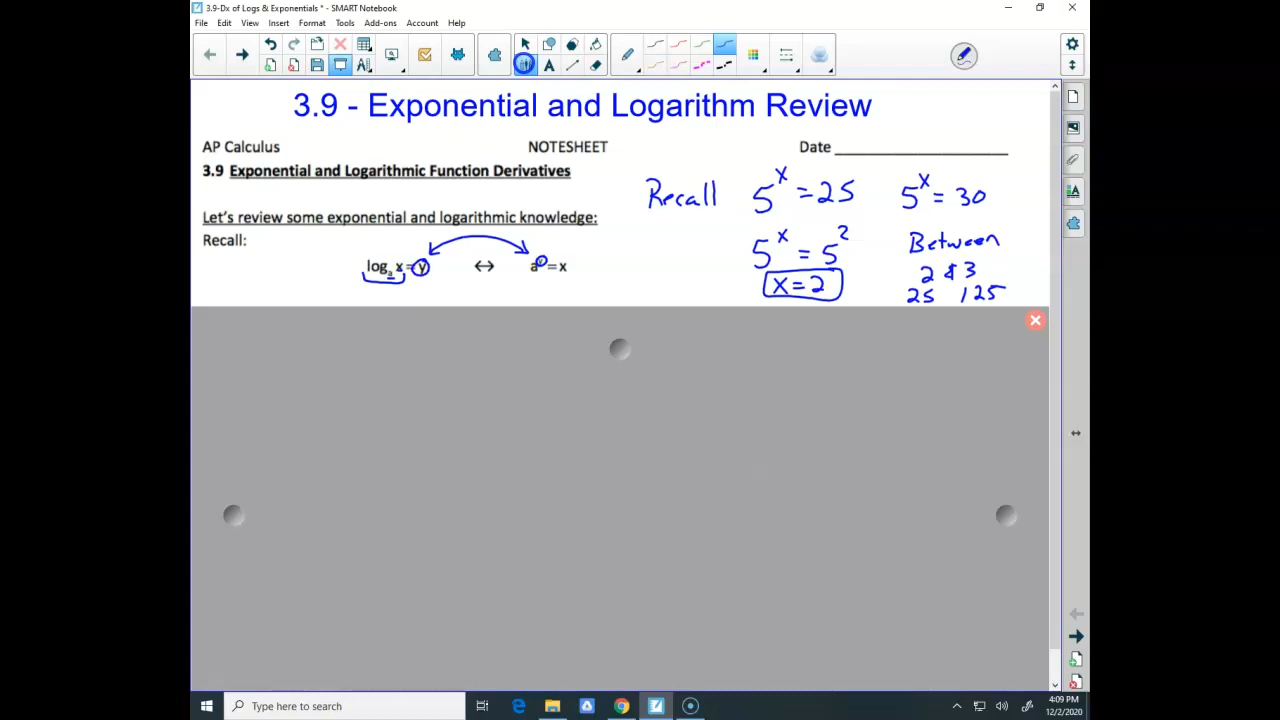 3.9-Dx of Logs & Exponentials * - SMART Notebook
File Edit View Insert Format Tools Add-ons Account Help
3.9 - Exponential and Logarithm Review
AP Calculus NOTESHEET Date ____________________
3.9 Exponential and Logarithmic Function Derivatives
Let's review some exponential and logarithmic knowledge:
Recall:
logₐ x = y ↔ aʸ = x
Recall 5ˣ = 25 5ˣ = 30
5ˣ = 5² Between
x = 2 2 & 3
25 125
Type here to search
4:09 PM
12/2/2020